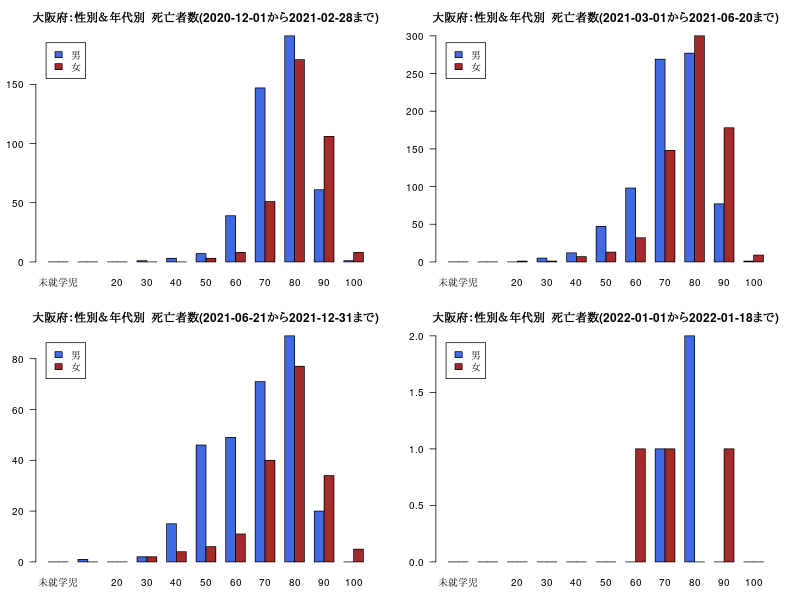 大阪府：性別＆年代別 死亡者数(2020-12-01から2021-02-28まで)
男
女
150
100
50
0
未就学児 20 30 40 50 60 70 80 90 100
大阪府：性別＆年代別 死亡者数(2021-03-01から2021-06-20まで)
男
女
300
250
200
150
100
50
0
未就学児 20 30 40 50 60 70 80 90 100
大阪府：性別＆年代別 死亡者数(2021-06-21から2021-12-31まで)
男
女
80
60
40
20
0
未就学児 20 30 40 50 60 70 80 90 100
大阪府：性別＆年代別 死亡者数(2022-01-01から2022-01-18まで)
男
女
2.0
1.5
1.0
0.5
0.0
未就学児 20 30 40 50 60 70 80 90 100